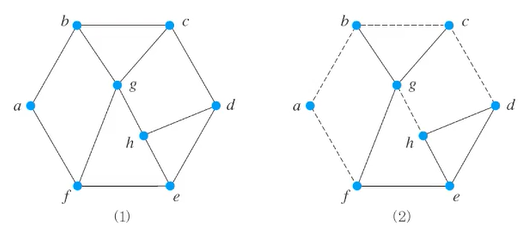 b c b c
g g
a d a d
h h
f e f e
(1) (2)